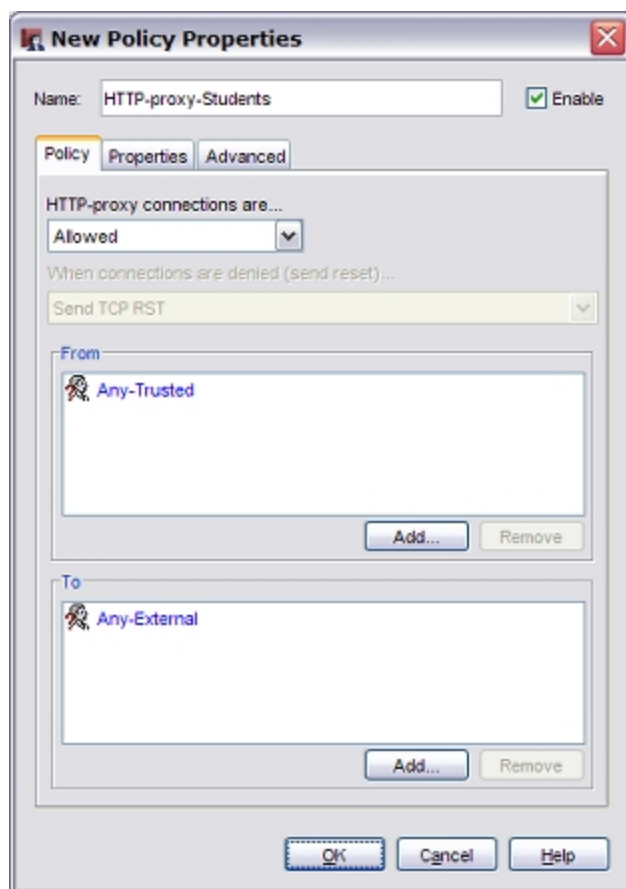 New Policy Properties
Name: HTTP-proxy-Students Enable
Policy Properties Advanced
HTTP-proxy connections are...
Allowed
When connections are denied (send reset)...
Send TCP RST
From
Any-Trusted
Add... Remove
To
Any-External
Add... Remove
OK Cancel Help